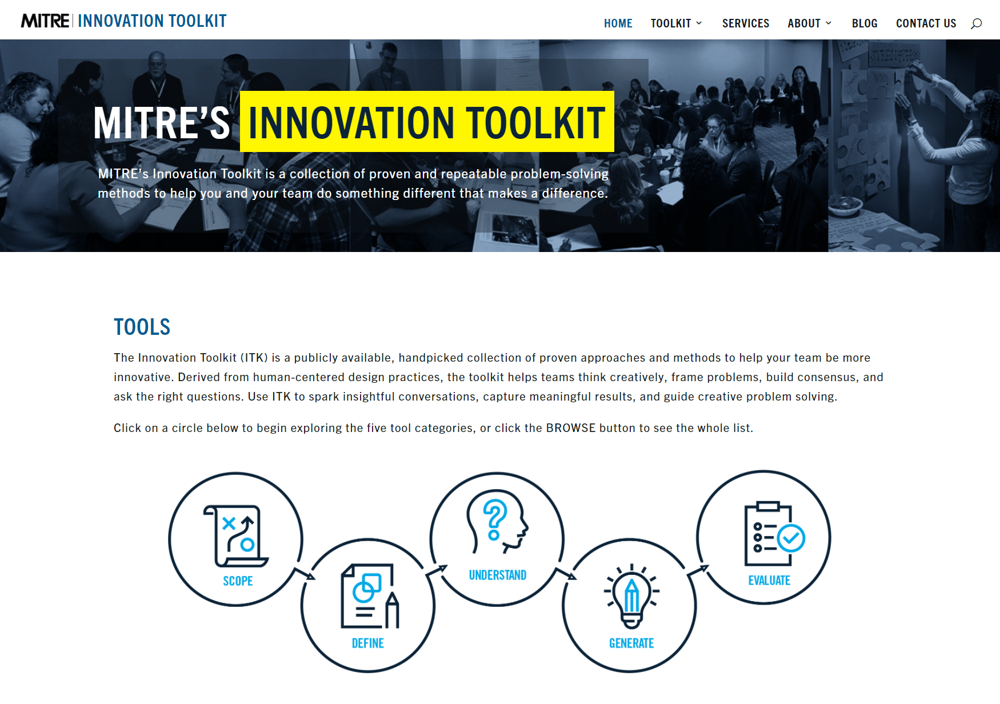 MITRE | INNOVATION TOOLKIT
HOME TOOLKIT SERVICES ABOUT BLOG CONTACT US
STRENGTHS
MITRE’S INNOVATION TOOLKIT
MITRE’s Innovation Toolkit is a collection of proven and repeatable problem-solving
methods to help you and your team do something different that makes a difference.
TOOLS
The Innovation Toolkit (ITK) is a publicly available, handpicked collection of proven approaches and methods to help your team be more
innovative. Derived from human-centered design practices, the toolkit helps teams think creatively, frame problems, build consensus, and
ask the right questions. Use ITK to spark insightful conversations, capture meaningful results, and guide creative problem solving.
Click on a circle below to begin exploring the five tool categories, or click the BROWSE button to see the whole list.
SCOPE
DEFINE
UNDERSTAND
GENERATE
EVALUATE